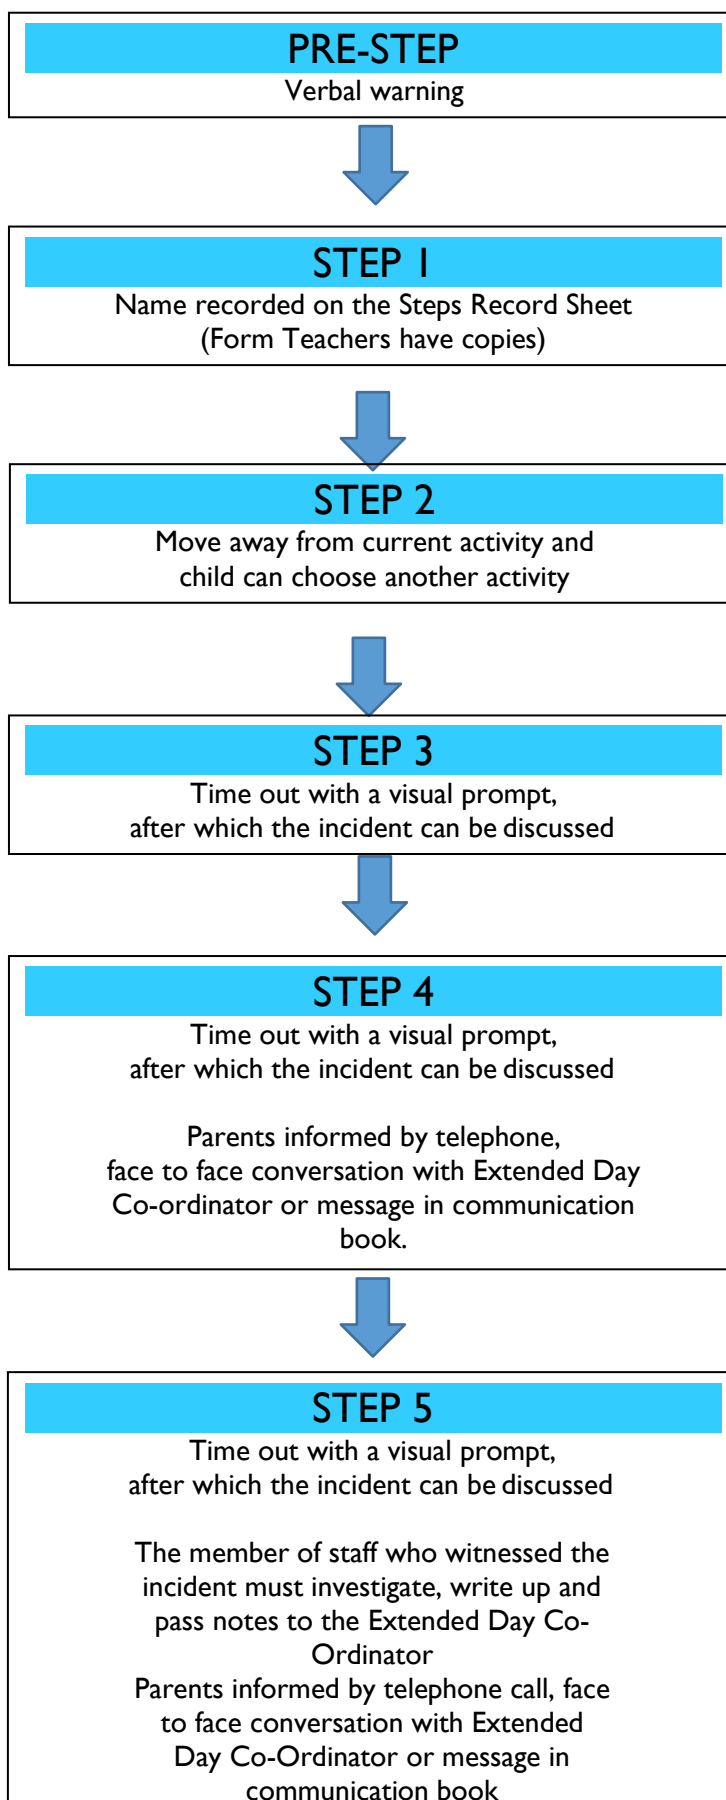 PRE-STEP
Verbal warning
STEP 1
Name recorded on the Steps Record Sheet
(Form Teachers have copies)
STEP 2
Move away from current activity and
child can choose another activity
STEP 3
Time out with a visual prompt,
after which the incident can be discussed
STEP 4
Time out with a visual prompt,
after which the incident can be discussed
Parents informed by telephone,
face to face conversation with Extended Day
Co-ordinator or message in communication
book.
STEP 5
Time out with a visual prompt,
after which the incident can be discussed
The member of staff who witnessed the
incident must investigate, write up and
pass notes to the Extended Day Co-
Ordinator
Parents informed by telephone call, face
to face conversation with Extended
Day Co-Ordinator or message in
communication book